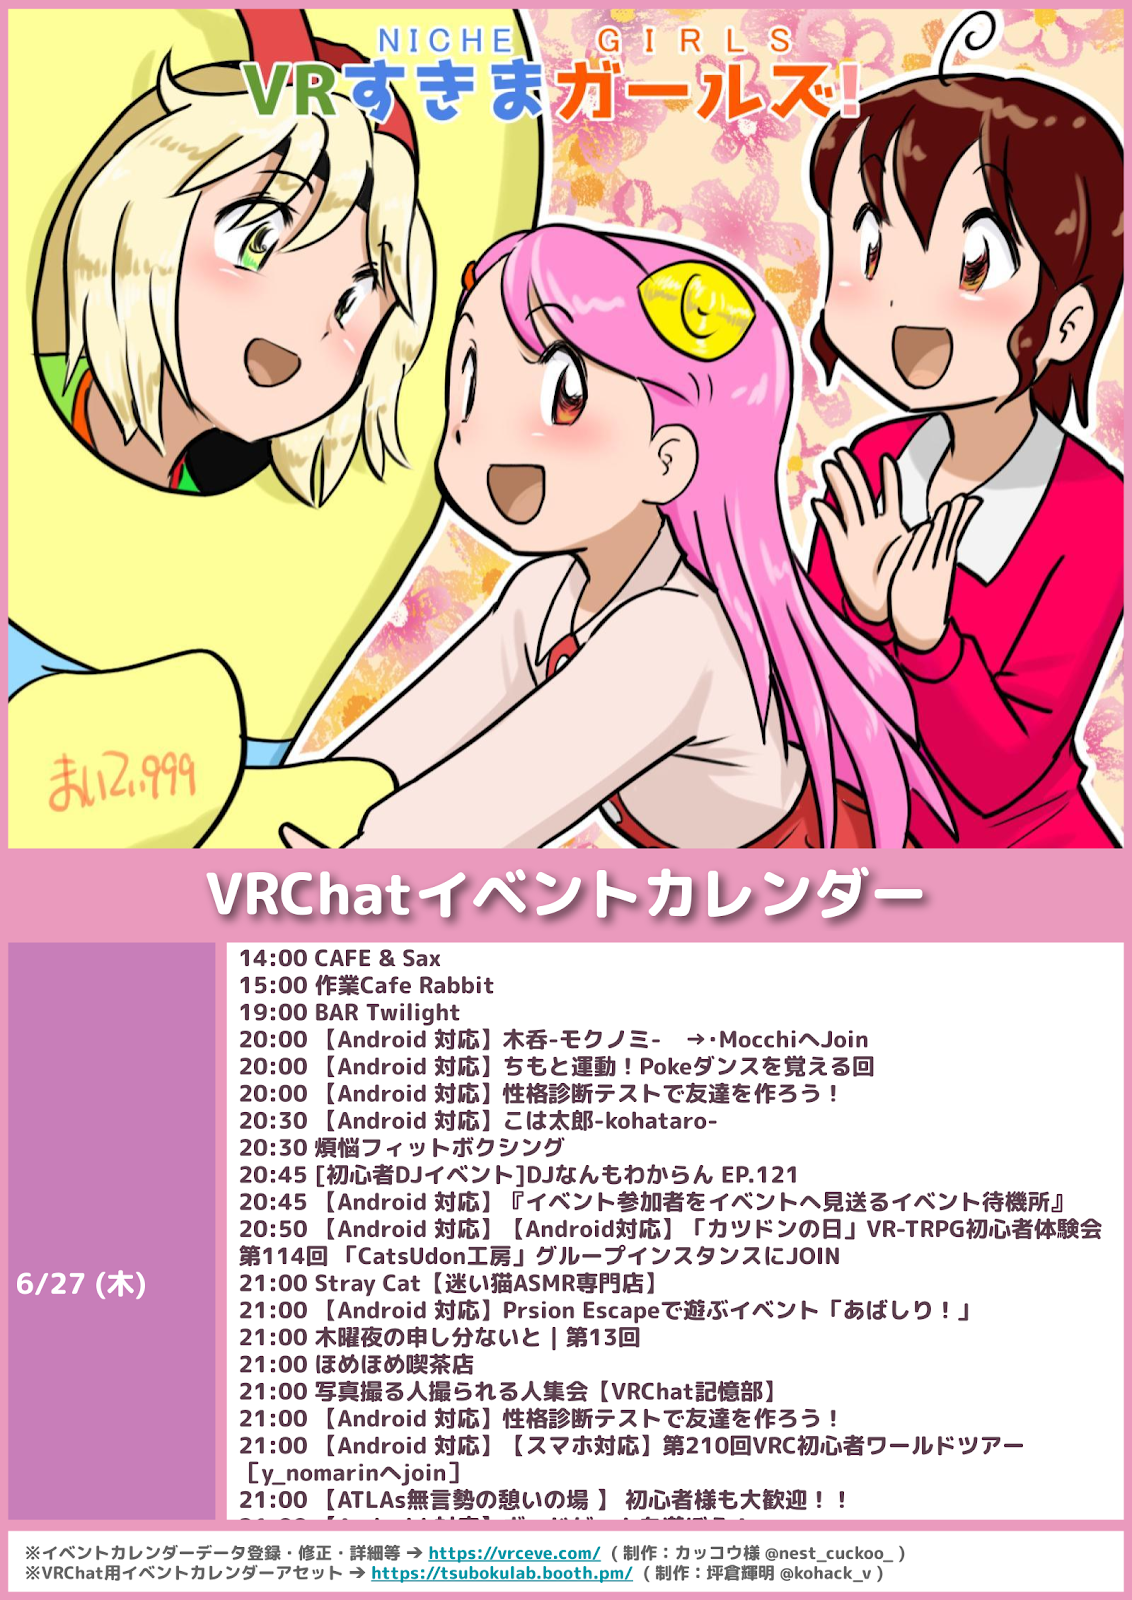 NICHE GIRLS
VRすきまガールズ!
まいてぃ999
VRChatイベントカレンダー
6/27 (木)
14:00 CAFE & Sax
15:00 作業Cafe Rabbit
19:00 BAR Twilight
20:00 【Android 対応】木呑-モクノミ-　→･MocchiへJoin
20:00 【Android 対応】ちもと運動！Pokeダンスを覚える回
20:00 【Android 対応】性格診断テストで友達を作ろう！
20:30 【Android 対応】こは太郎-kohataro-
20:30 煩悩フィットボクシング
20:45 [初心者DJイベント]DJなんもわからん EP.121
20:45 【Android 対応】『イベント参加者をイベントへ見送るイベント待機所』
20:50 【Android 対応】【Android対応】「カツドンの日」VR-TRPG初心者体験会
第114回 「CatsUdon工房」グループインスタンスにJOIN
21:00 Stray Cat【迷い猫ASMR専門店】
21:00 【Android 対応】Prsion Escapeで遊ぶイベント「あばしり！」
21:00 木曜夜の申し分ないと | 第13回
21:00 ほめほめ喫茶店
21:00 写真撮る人撮られる人集会【VRChat記憶部】
21:00 【Android 対応】性格診断テストで友達を作ろう！
21:00 【Android 対応】【スマホ対応】第210回VRC初心者ワールドツアー
［y_nomarinへjoin］
21:00 【ATLAs無言勢の憩いの場 】 初心者様も大歓迎！！
※イベントカレンダーデータ登録・修正・詳細等 → https://vrceve.com/ ( 制作：カッコウ様 @nest_cuckoo_ )
※VRChat用イベントカレンダーアセット → https://tsubokulab.booth.pm/ ( 制作：坪倉輝明 @kohack_v )